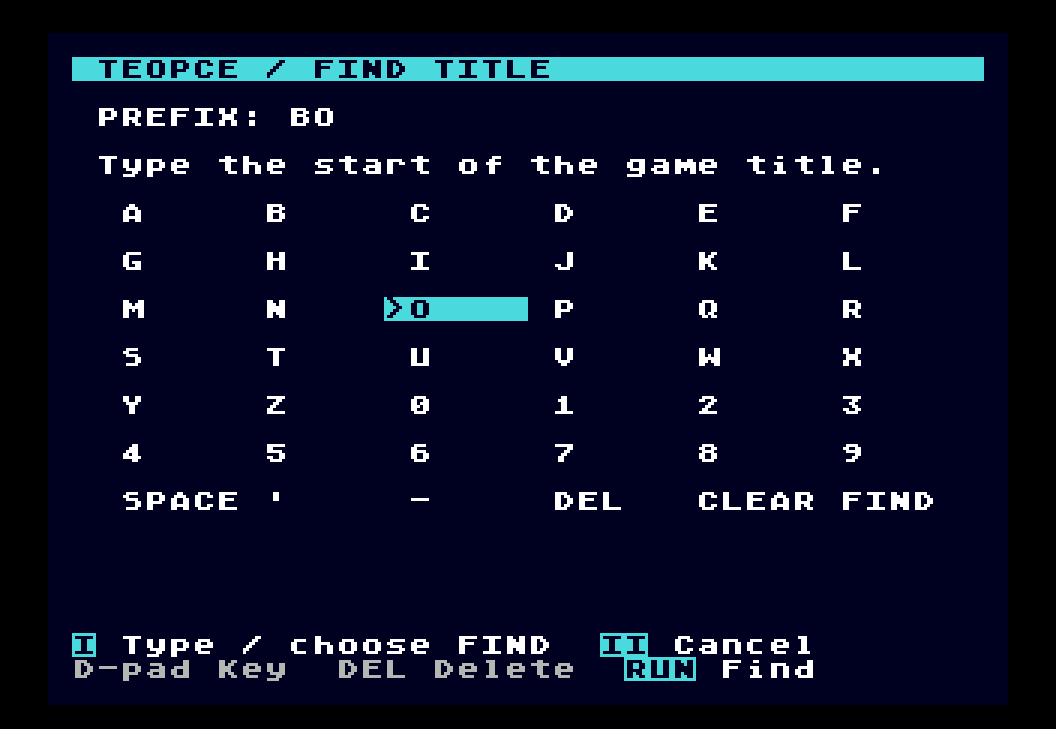 TEOPCE / FIND TITLE
PREFIX: BO
Type the start of the game title.
A B C D E F
G H I J K L
M N >O P Q R
S T U V W X
Y Z 0 1 2 3
4 5 6 7 8 9
SPACE ' - DEL CLEAR FIND
I Type / choose FIND II Cancel
D-pad Key DEL Delete RUN Find